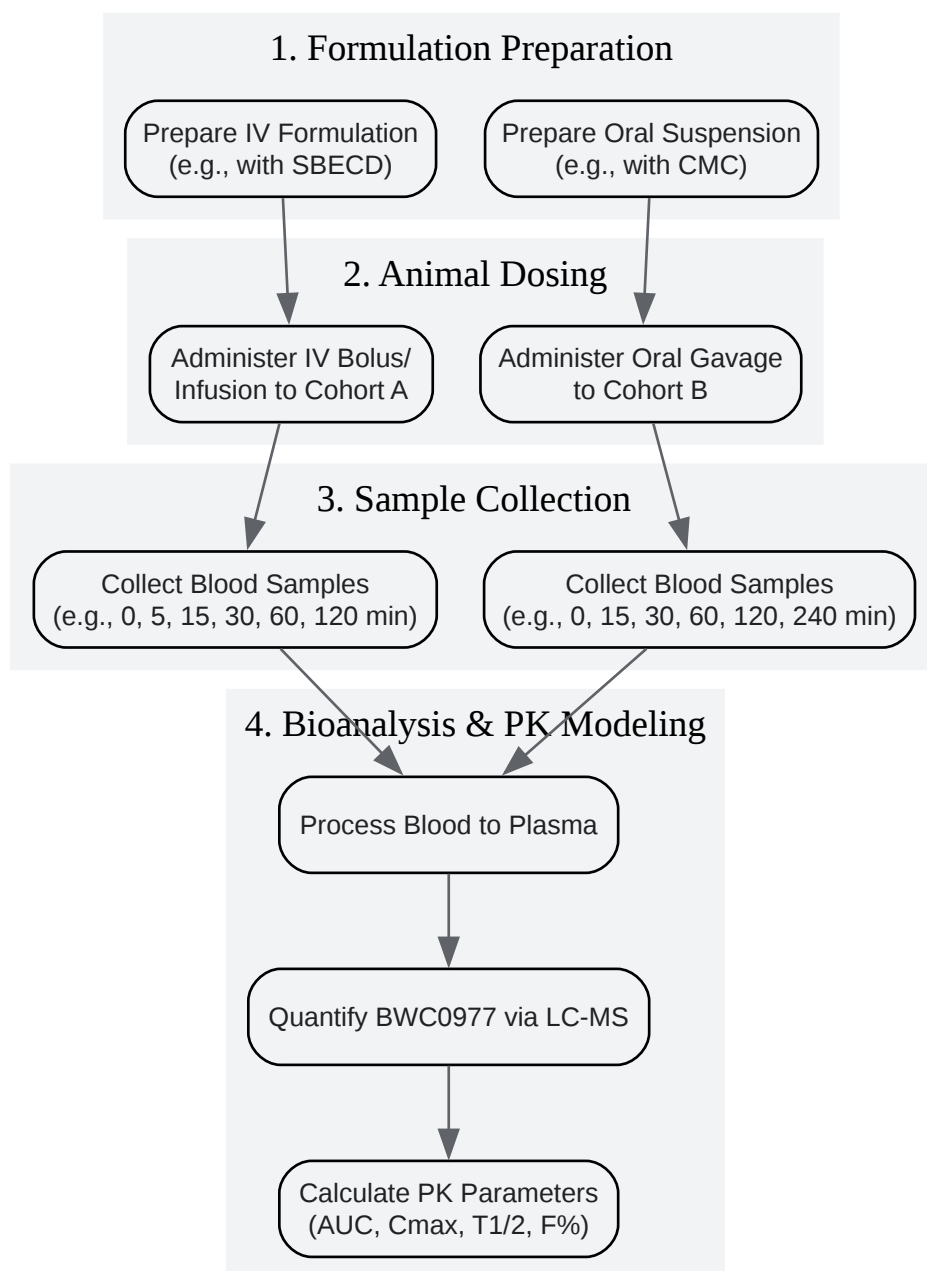 1. Formulation Preparation
Prepare IV Formulation
(e.g., with SBECD)
Prepare Oral Suspension
(e.g., with CMC)
2. Animal Dosing
Administer IV Bolus/
Infusion to Cohort A
Administer Oral Gavage
to Cohort B
3. Sample Collection
Collect Blood Samples
(e.g., 0, 5, 15, 30, 60, 120 min)
Collect Blood Samples
(e.g., 0, 15, 30, 60, 120, 240 min)
4. Bioanalysis & PK Modeling
Process Blood to Plasma
Quantify BWC0977 via LC-MS
Calculate PK Parameters
(AUC, Cmax, T1/2, F%)